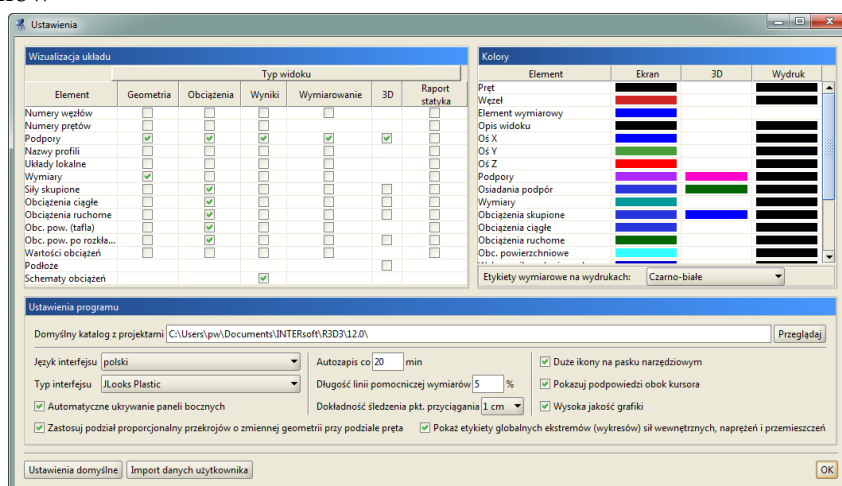 Ustawienia
Wizualizacja układu
Typ widoku
Element Geometria Obciążenia Wyniki Wymiarowanie 3D Raport statyka
Numery węzłów
Numery prętów
Podpory
Nazwy profili
Układy lokalne
Wymiary
Siły skupione
Obciążenia ciągłe
Obciążenia ruchome
Obc. pow. (tafla)
Obc. pow. po rozkła...
Wartości obciążeń
Podłoże
Schematy obciążeń
Kolory
Element Ekran 3D Wydruk
Pręt
Węzeł
Element wymiarowy
Opis widoku
Oś X
Oś Y
Oś Z
Podpory
Osiadania podpór
Wymiary
Obciążenia skupione
Obciążenia ciągłe
Obciążenia ruchome
Obc. powierzchniowe
Etykiety wymiarowe na wydrukach: Czarno-białe
Ustawienia programu
Domyślny katalog z projektami C:\Users\pw\Documents\INTERsoft\R3D3\12.0\ Przeglądaj
Język interfejsu polski Autozapis co 20 min Duże ikony na pasku narzędziowym
Typ interfejsu JLooks Plastic Długość linii pomocniczej wymiarów 5 % Pokazuj podpowiedzi obok kursora
Automatyczne ukrywanie paneli bocznych Dokładność śledzenia pkt. przyciągania 1 cm Wysoka jakość grafiki
Zastosuj podział proporcjonalny przekrojów o zmiennej geometrii przy podziale pręta Pokaż etykiety globalnych ekstremów (wykresów) sił wewnętrznych, naprężeń i przemieszczeń
Ustawienia domyślne Import danych użytkownika OK